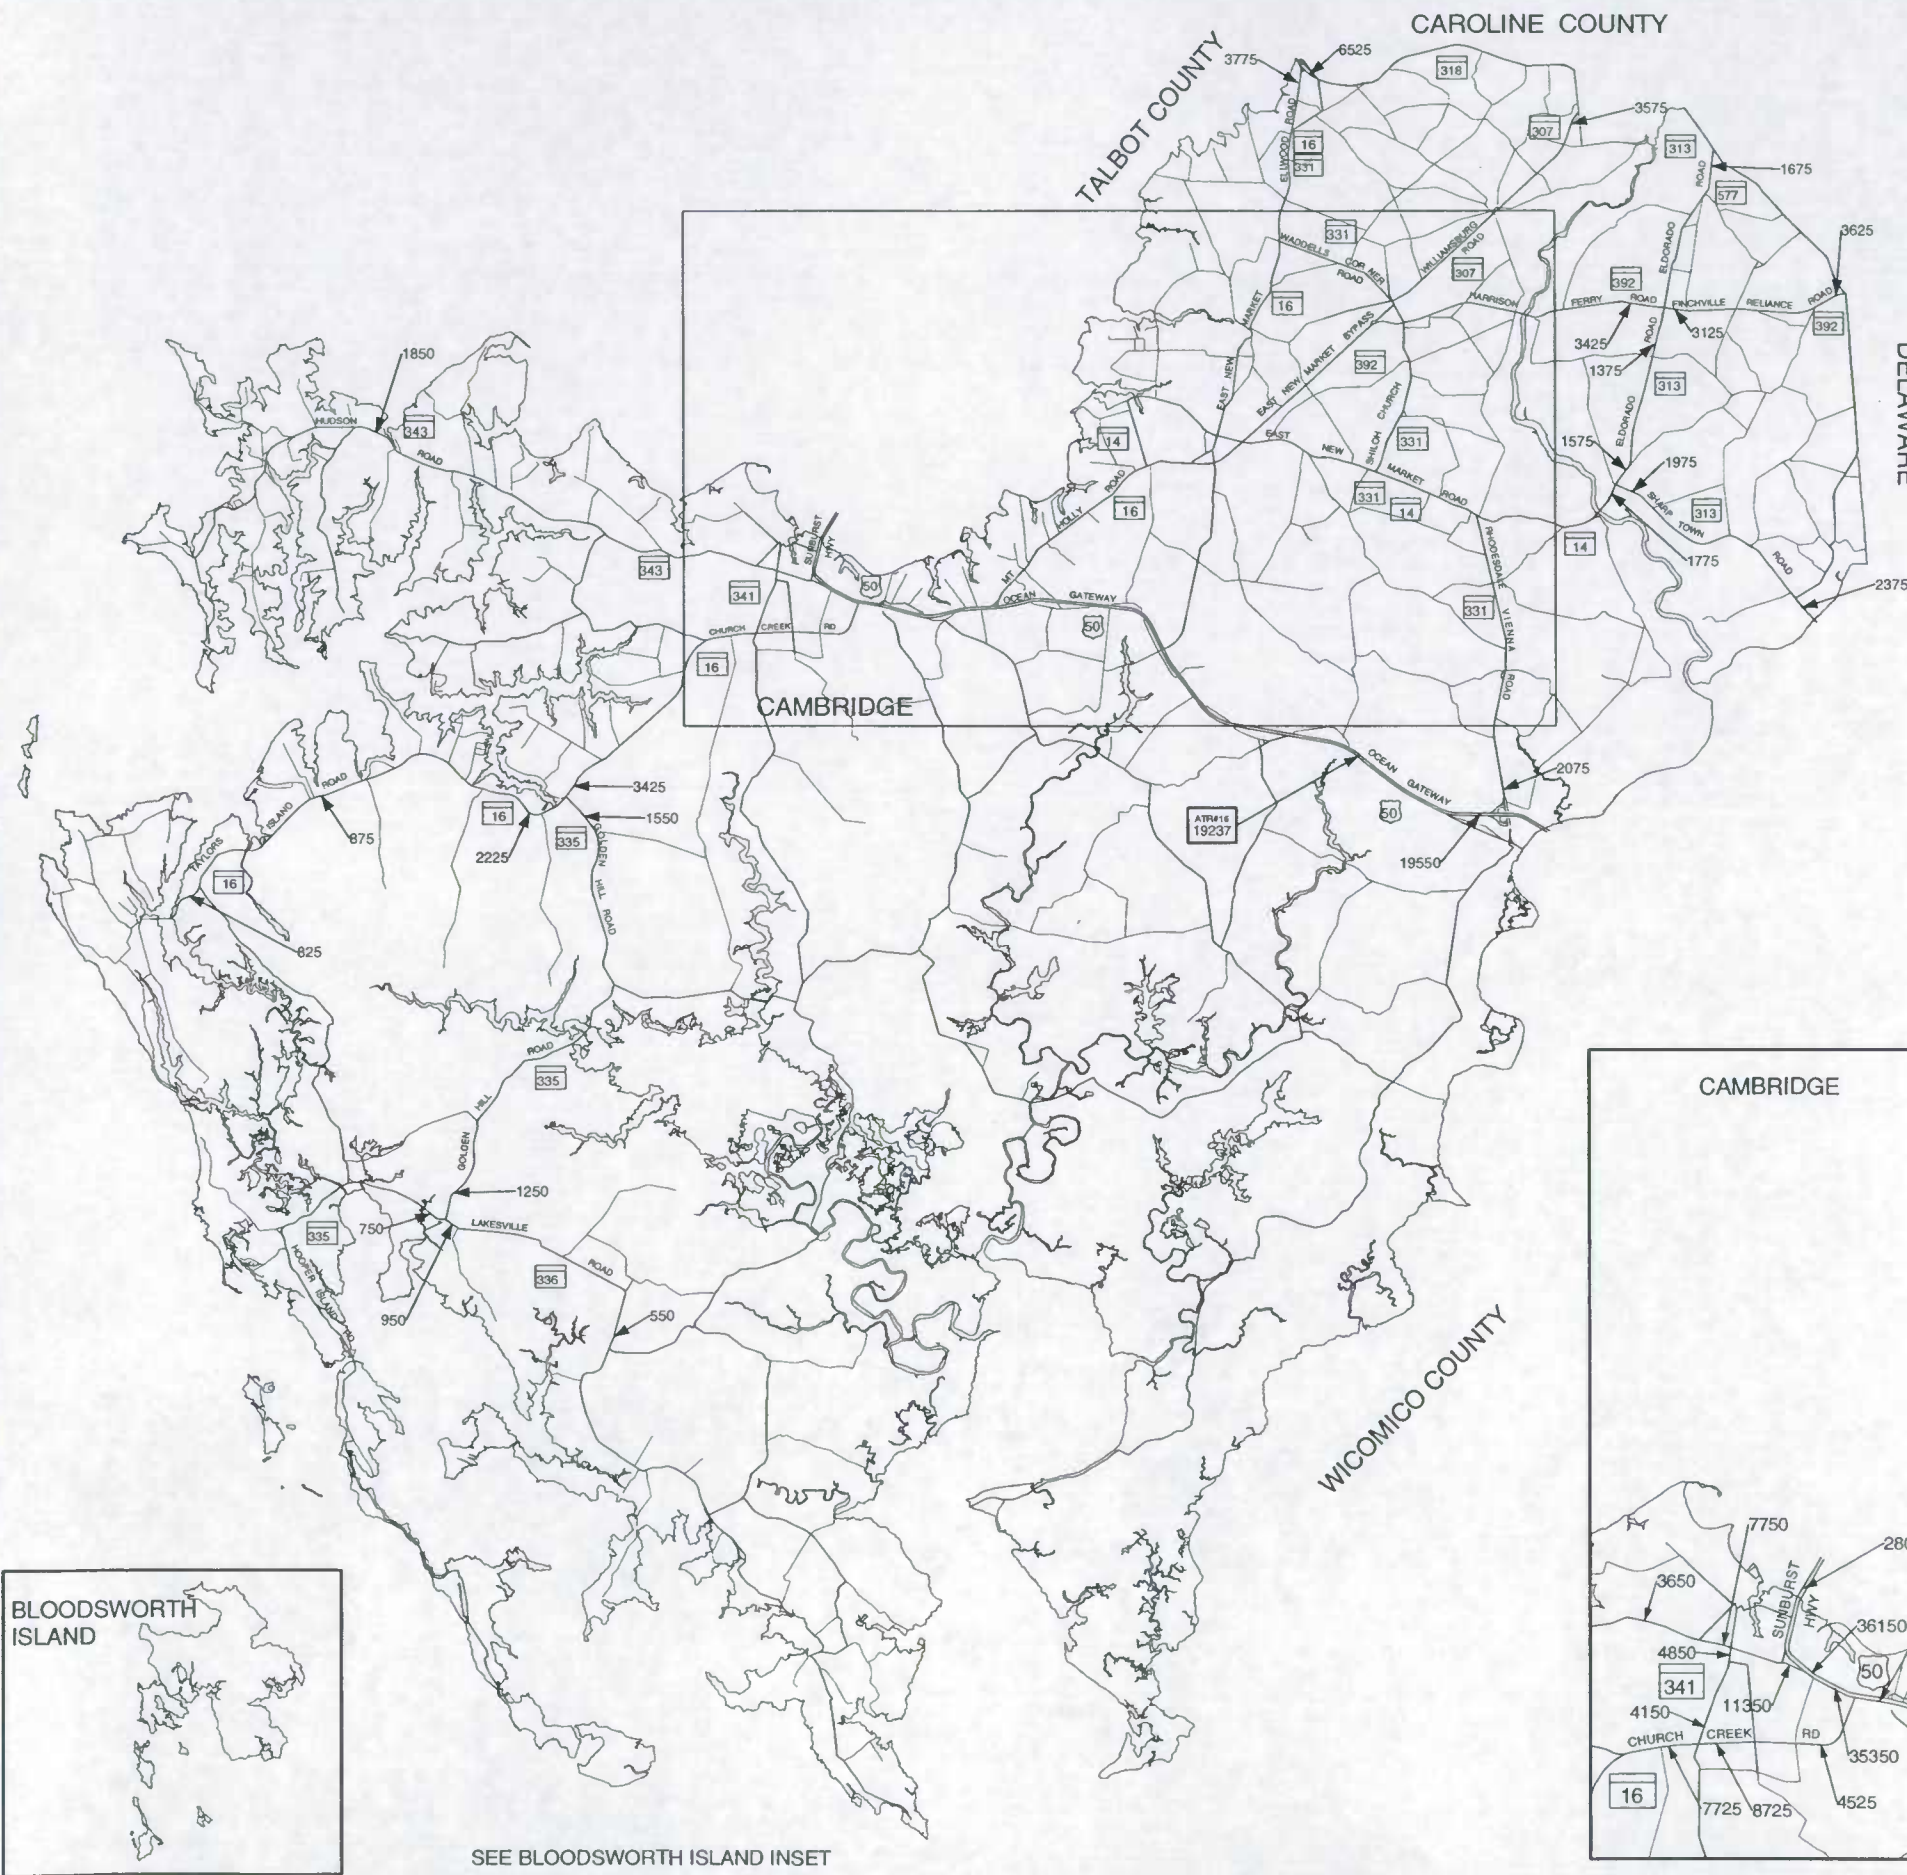 CAROLINE COUNTY
TALBOT COUNTY
3775
6525
318
3575
307
ELLWOOD ROAD
16
331
313
ROAD
1675
577
3625
WADDELLS CORNER ROAD
331
WILLIAMSBURG ROAD
307
HARRISON
FERRY ROAD
392
ELDORADO
FINCHVILLE RELIANCE ROAD
392
3425
3125
1375
ROAD
313
ELDORADO
DELAWARE
EAST NEW MARKET
16
EAST NEW MARKET BYPASS
392
SHILOH CHURCH
331
1850
HUDSON ROAD
343
14
MT HOLLY ROAD
16
EAST NEW MARKET ROAD
331
14
1575
1975
SHARP TOWN ROAD
313
14
1775
2375
SUNBURST HWY
343
50
341
OCEAN GATEWAY
50
RHODESDALE VIENNA ROAD
331
CHURCH CREEK RD
16
CAMBRIDGE
TAYLORS ISLAND ROAD
875
16
2225
3425
1550
335
GOLDEN HILL ROAD
16
825
OCEAN GATEWAY
2075
50
ATR#16
19237
19550
GOLDEN HILL ROAD
335
1250
750
LAKESVILLE ROAD
335
HOOPER ISLAND RD
336
950
550
WICOMICO COUNTY
BLOODSWORTH
ISLAND
SEE BLOODSWORTH ISLAND INSET
CAMBRIDGE
7750
3650
SUNBURST HWY
36150
4850
50
341
11350
4150
CHURCH CREEK RD
35350
16
7725
8725
4525